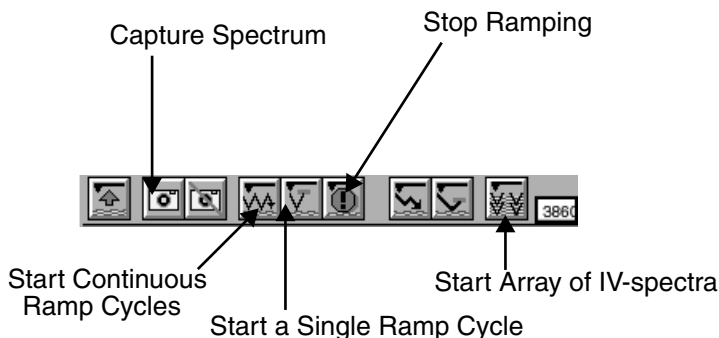 Capture Spectrum
Stop Ramping
3860
Start Continuous
Ramp Cycles
Start a Single Ramp Cycle
Start Array of IV-spectra